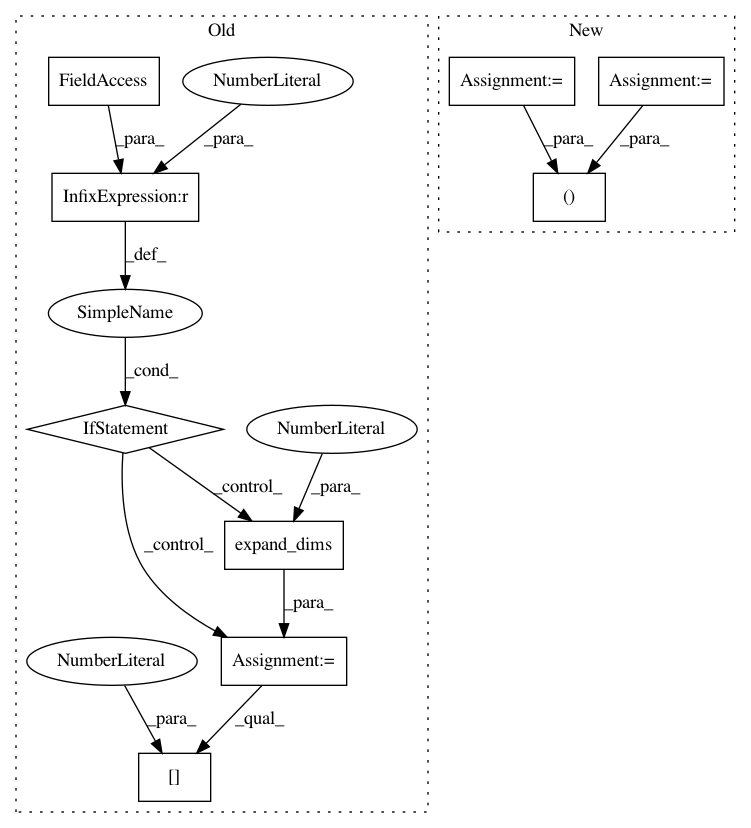 Old
New
FieldAccess
NumberLiteral
Assignment:=
Assignment:=
_para_
_para_
_para_
_para_
InfixExpression:r
()
_def_
SimpleName
_cond_
IfStatement
NumberLiteral
_control_
_para_
expand_dims
_control_
_para_
NumberLiteral
Assignment:=
_para_
_qual_
[]